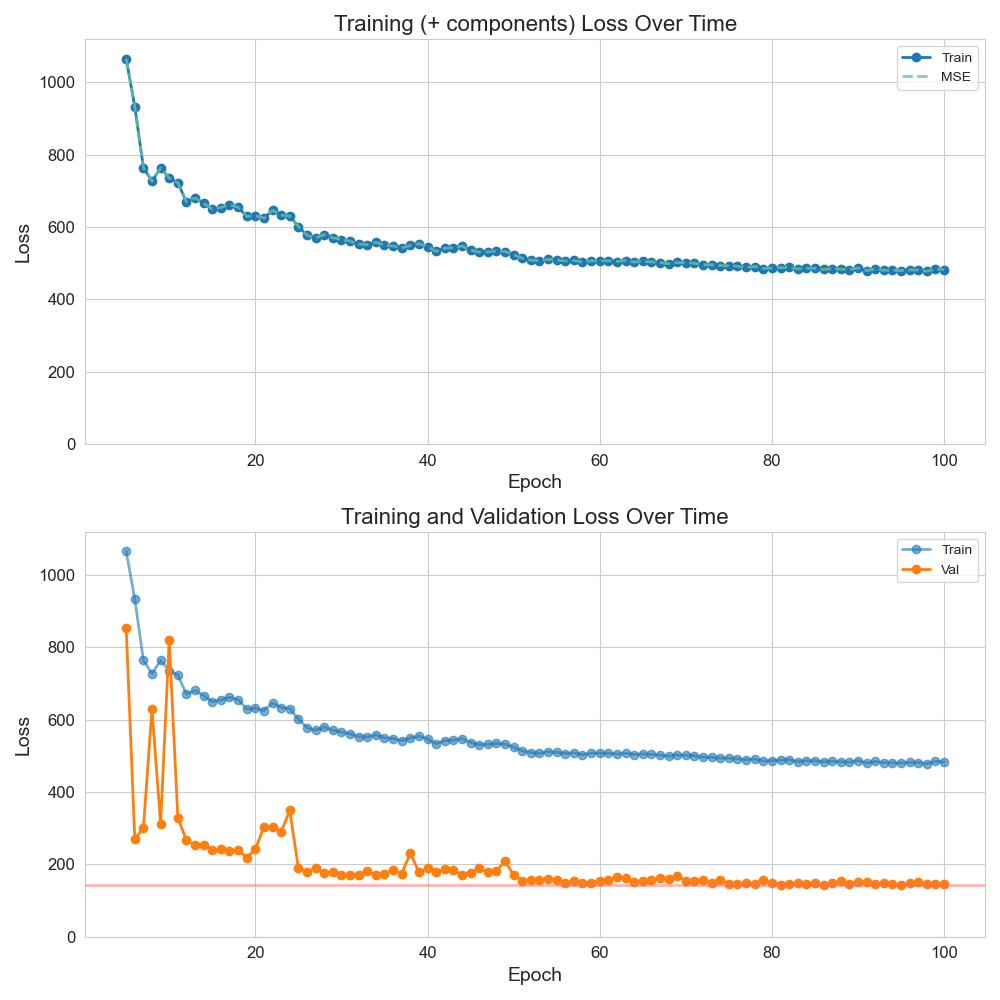 Training (+ components) Loss Over Time
Train
MSE
1000
800
600
400
200
0
Loss
20 40 60 80 100
Epoch
Training and Validation Loss Over Time
Train
Val
1000
800
600
400
200
0
Loss
20 40 60 80 100
Epoch